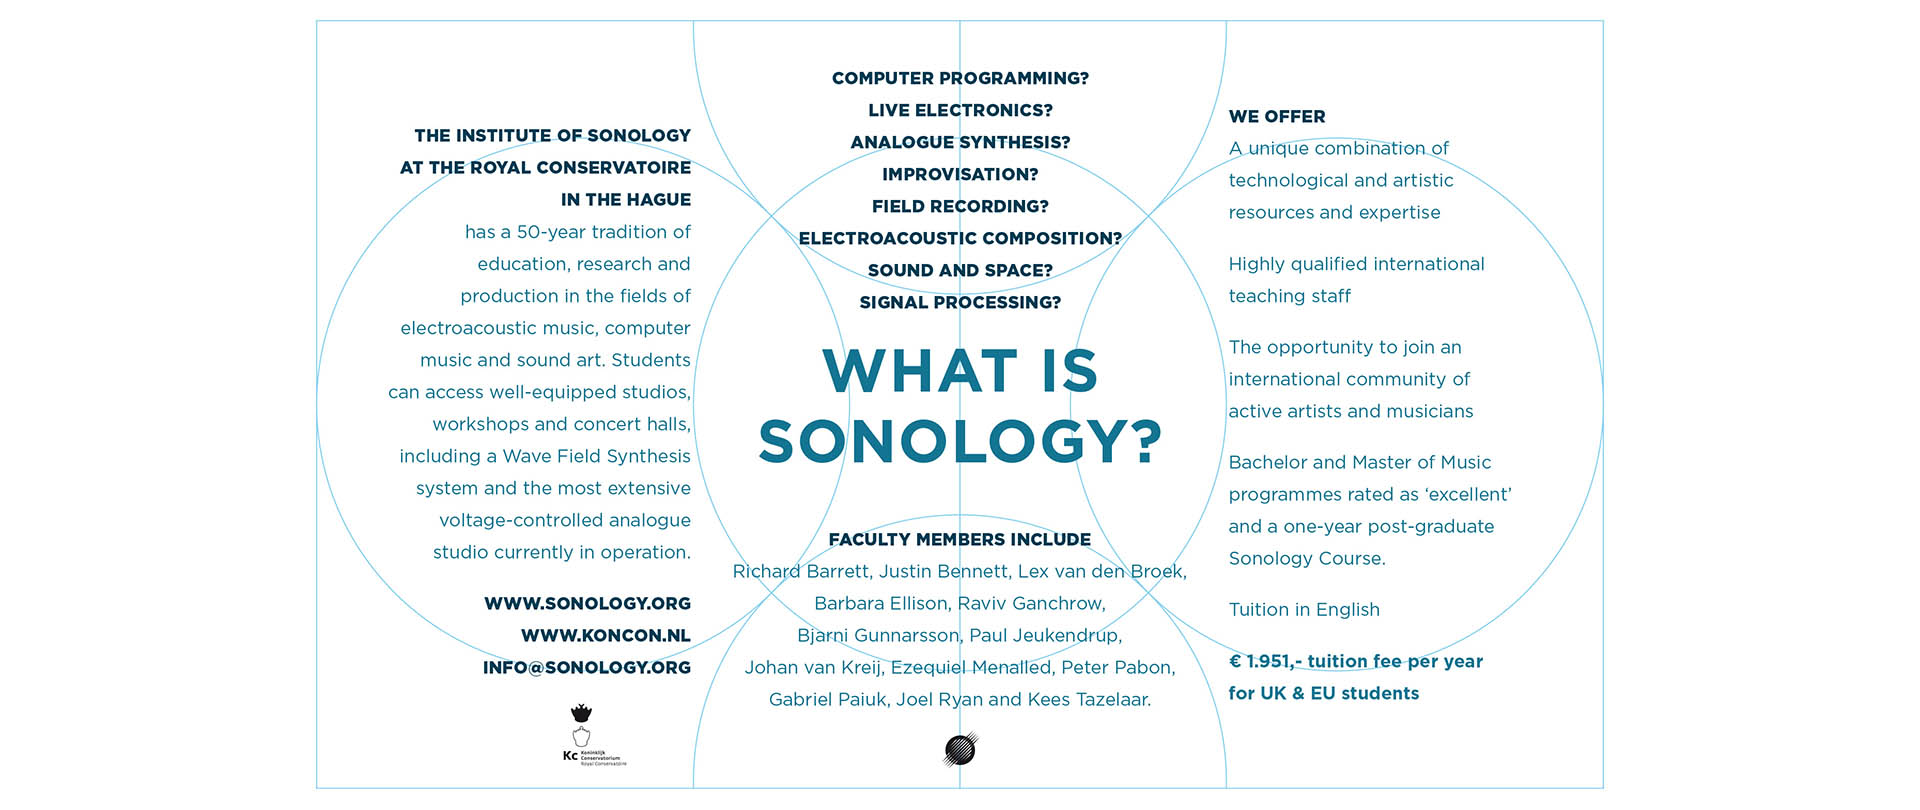 THE INSTITUTE OF SONOLOGY
AT THE ROYAL CONSERVATOIRE
IN THE HAGUE
has a 50-year tradition of
education, research and
production in the fields of
electroacoustic music, computer
music and sound art. Students
can access well-equipped studios,
workshops and concert halls,
including a Wave Field Synthesis
system and the most extensive
voltage-controlled analogue
studio currently in operation.
WWW.SONOLOGY.ORG
WWW.KONCON.NL
INFO@SONOLOGY.ORG
Kc Koninklijk
Conservatorium
Royal Conservatoire
COMPUTER PROGRAMMING?
LIVE ELECTRONICS?
ANALOGUE SYNTHESIS?
IMPROVISATION?
FIELD RECORDING?
ELECTROACOUSTIC COMPOSITION?
SOUND AND SPACE?
SIGNAL PROCESSING?
WHAT IS
SONOLOGY?
FACULTY MEMBERS INCLUDE
Richard Barrett, Justin Bennett, Lex van den Broek,
Barbara Ellison, Raviv Ganchrow,
Bjarni Gunnarsson, Paul Jeukendrup,
Johan van Kreij, Ezequiel Menalled, Peter Pabon,
Gabriel Paiuk, Joel Ryan and Kees Tazelaar.
WE OFFER
A unique combination of
technological and artistic
resources and expertise
Highly qualified international
teaching staff
The opportunity to join an
international community of
active artists and musicians
Bachelor and Master of Music
programmes rated as ‘excellent’
and a one-year post-graduate
Sonology Course.
Tuition in English
€ 1.951,- tuition fee per year
for UK & EU students